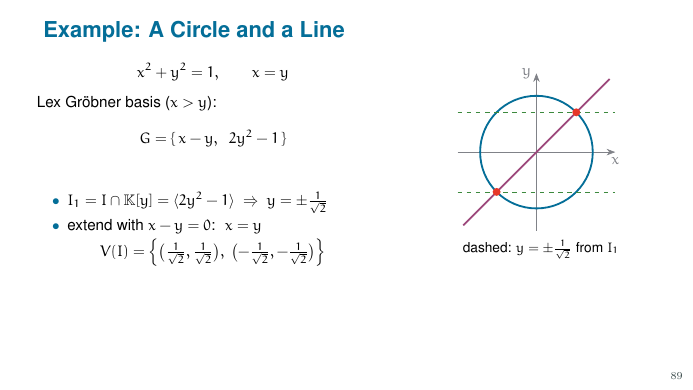 Example: A Circle and a Line
x² + y² = 1,  x = y
Lex Gröbner basis (x > y):
G = { x − y, 2y² − 1 }
• I₁ = I ∩ 𝕂[y] = ⟨2y² − 1⟩ ⇒ y = ± 1/√2
• extend with x − y = 0: x = y
V(I) = { (1/√2, 1/√2), (−1/√2, −1/√2) }
y
x
dashed: y = ± 1/√2 from I₁
89